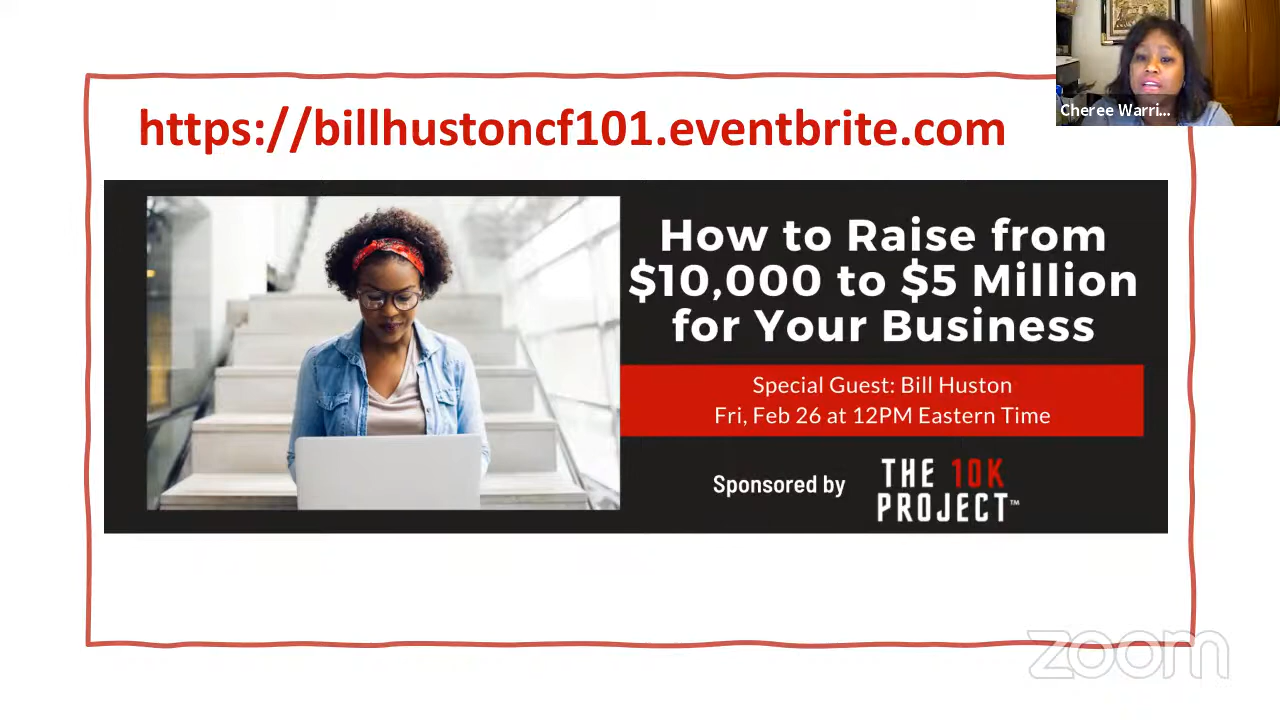 https://billhustoncf101.eventbrite.com
Cheree Warri...
How to Raise from
$10,000 to $5 Million
for Your Business
Special Guest: Bill Huston
Fri, Feb 26 at 12PM Eastern Time
Sponsored by
THE 10K
PROJECT™
zoom